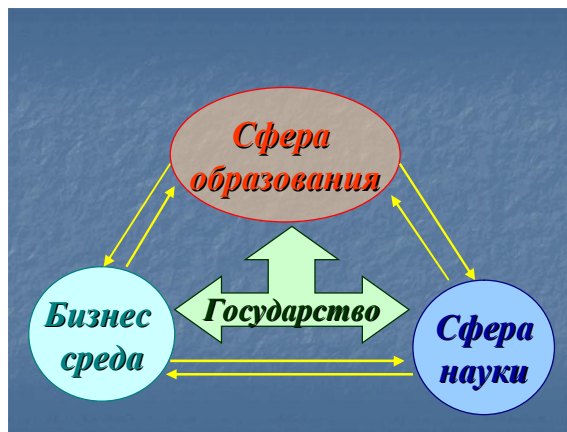 Сфера
образования
Государство
Бизнес
среда
Сфера
науки